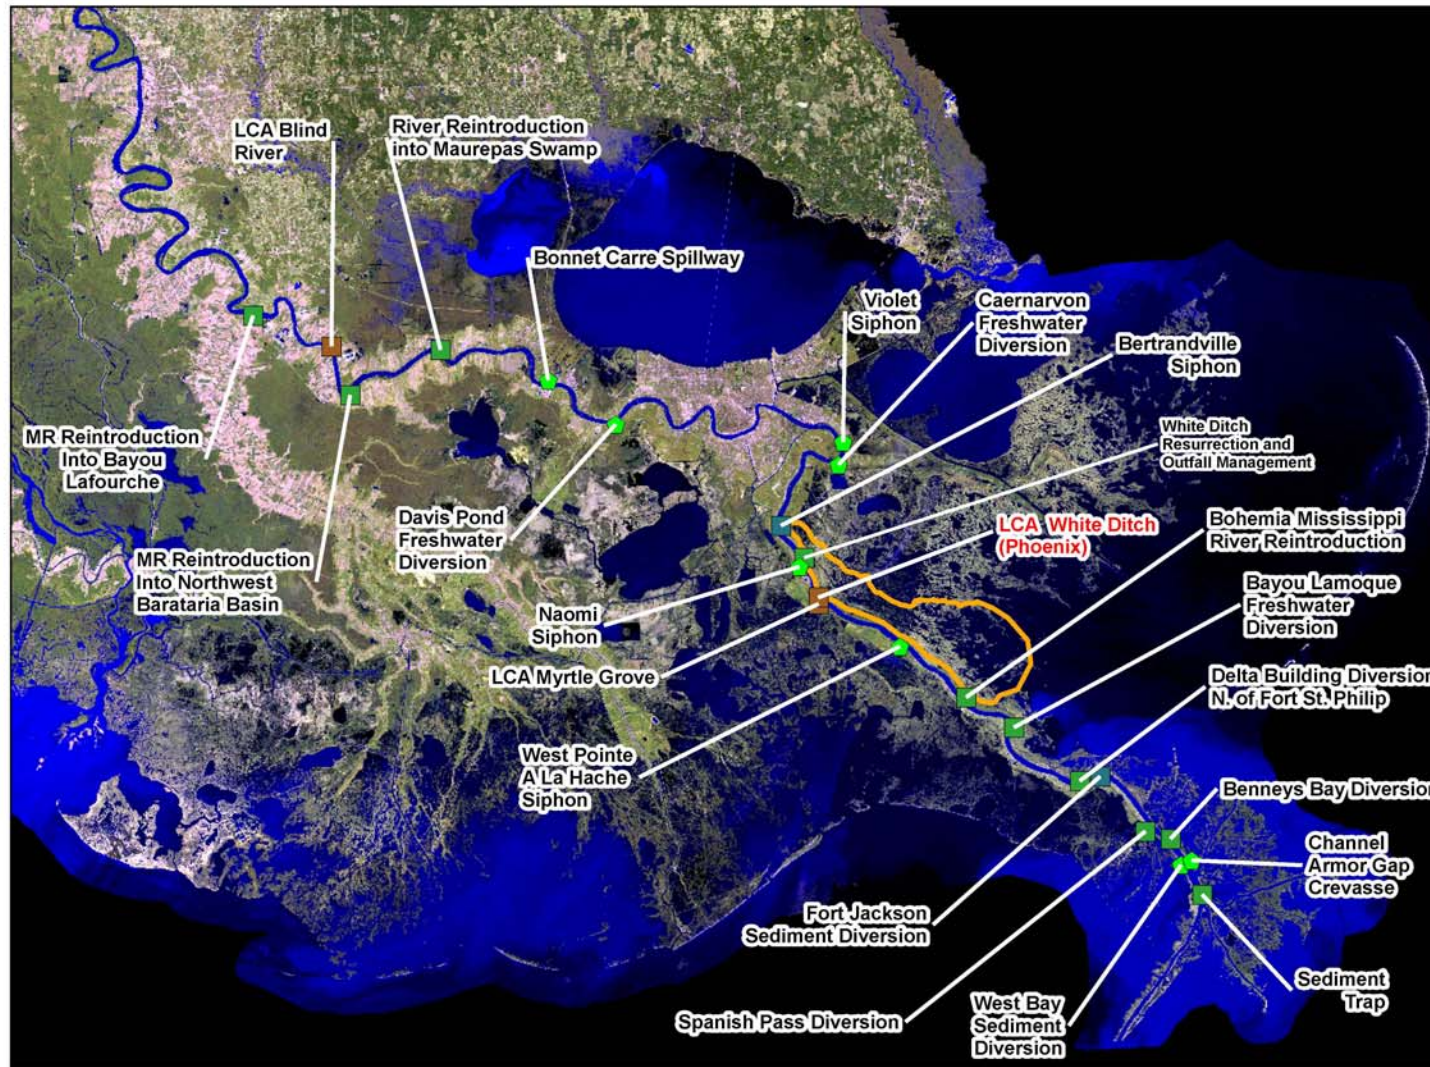 LCA Blind
River
River Reintroduction
into Maurepas Swamp
Bonnet Carre Spillway
Violet
Siphon
Caernarvon
Freshwater
Diversion
Bertrandville
Siphon
White Ditch
Resurrection and
Outfall Management
MR Reintroduction
Into Bayou
Lafourche
Davis Pond
Freshwater
Diversion
LCA White Ditch
(Phoenix)
Bohemia Mississippi
River Reintroduction
MR Reintroduction
Into Northwest
Barataria Basin
Bayou Lamoque
Freshwater
Diversion
Naomi
Siphon
LCA Myrtle Grove
Delta Building Diversion
N. of Fort St. Philip
West Pointe
A La Hache
Siphon
Benneys Bay Diversion
Channel
Armor Gap
Crevasse
Fort Jackson
Sediment Diversion
Sediment
Trap
Spanish Pass Diversion
West Bay
Sediment
Diversion